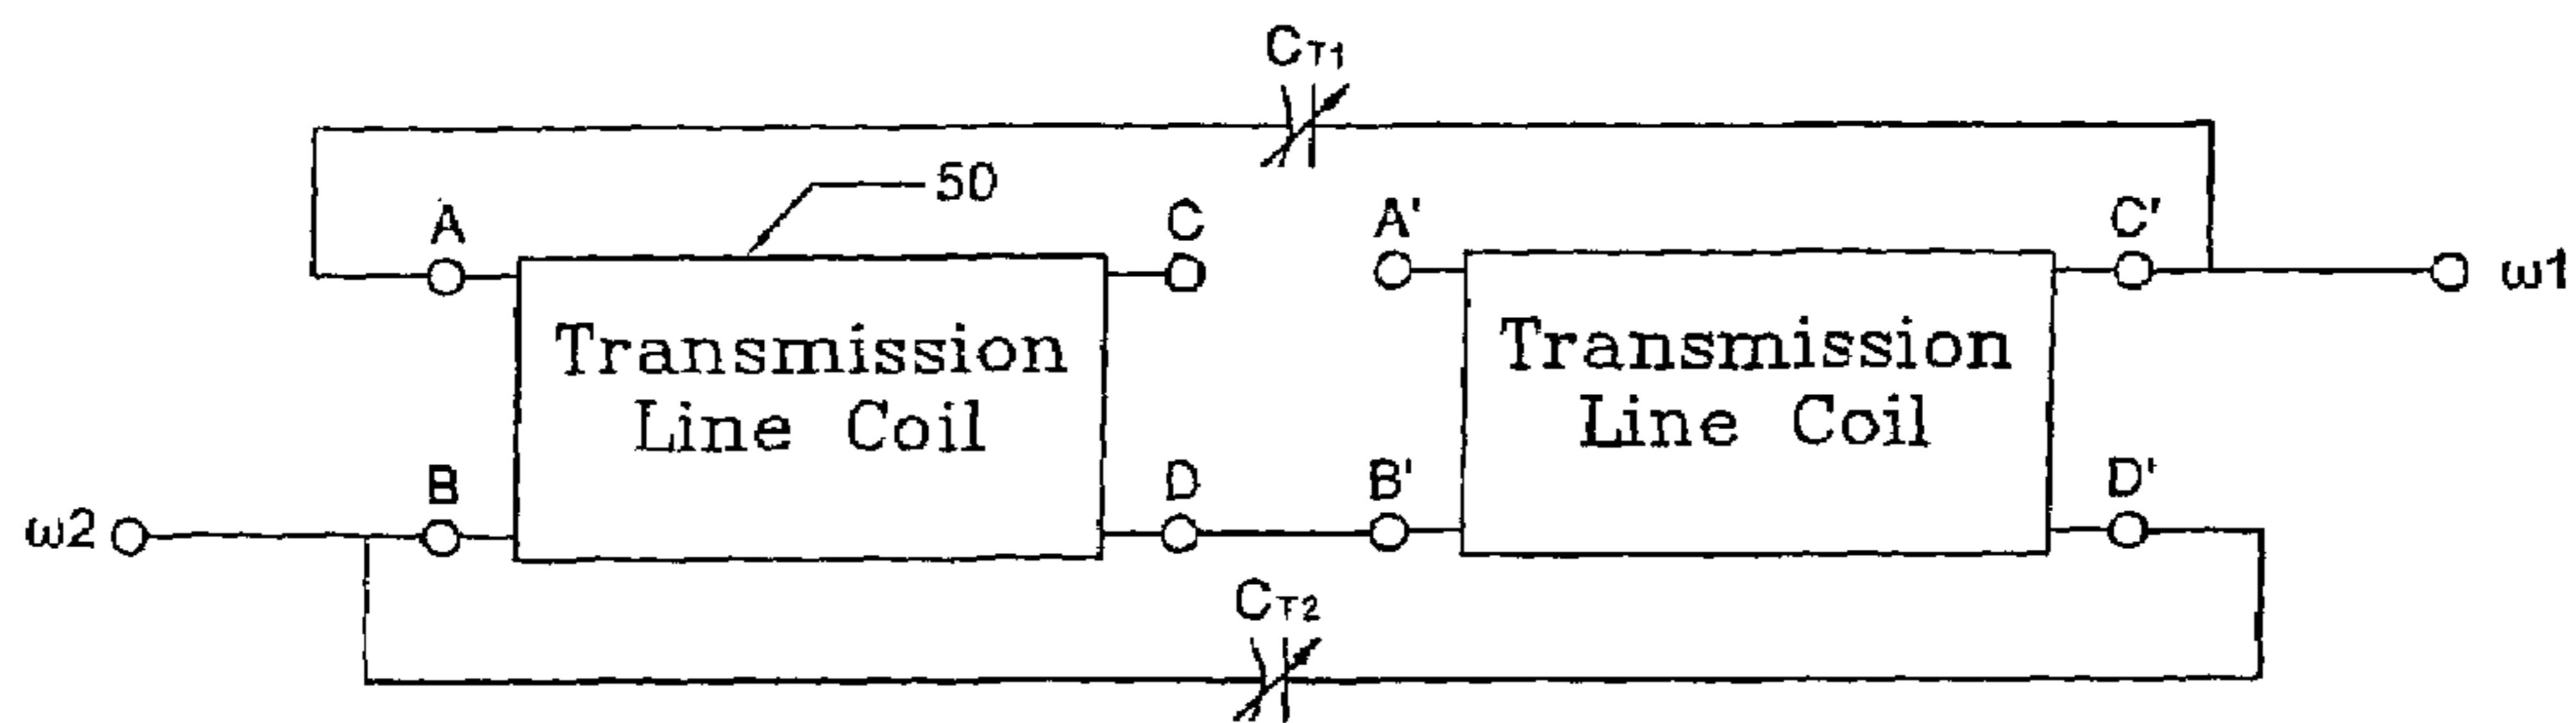 CT1
50
A
C
A'
C'
ω1
Transmission
Line Coil
Transmission
Line Coil
ω2
B
D
B'
D'
CT2